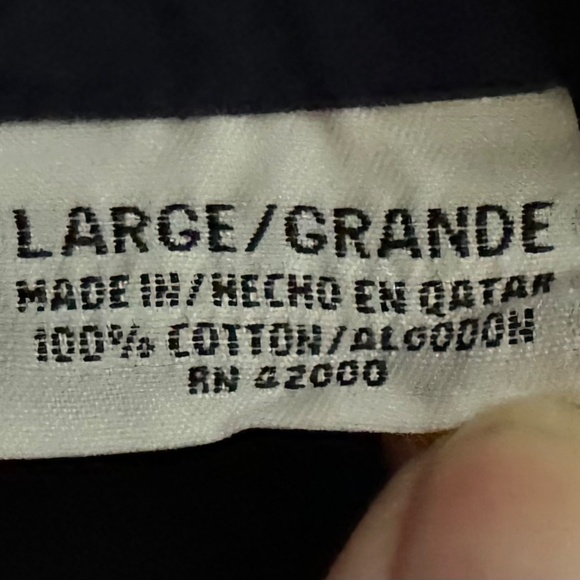 LARGE/GRANDE
MADE IN/HECHO EN QATAR
100% COTTON/ALGODON
RN 42000